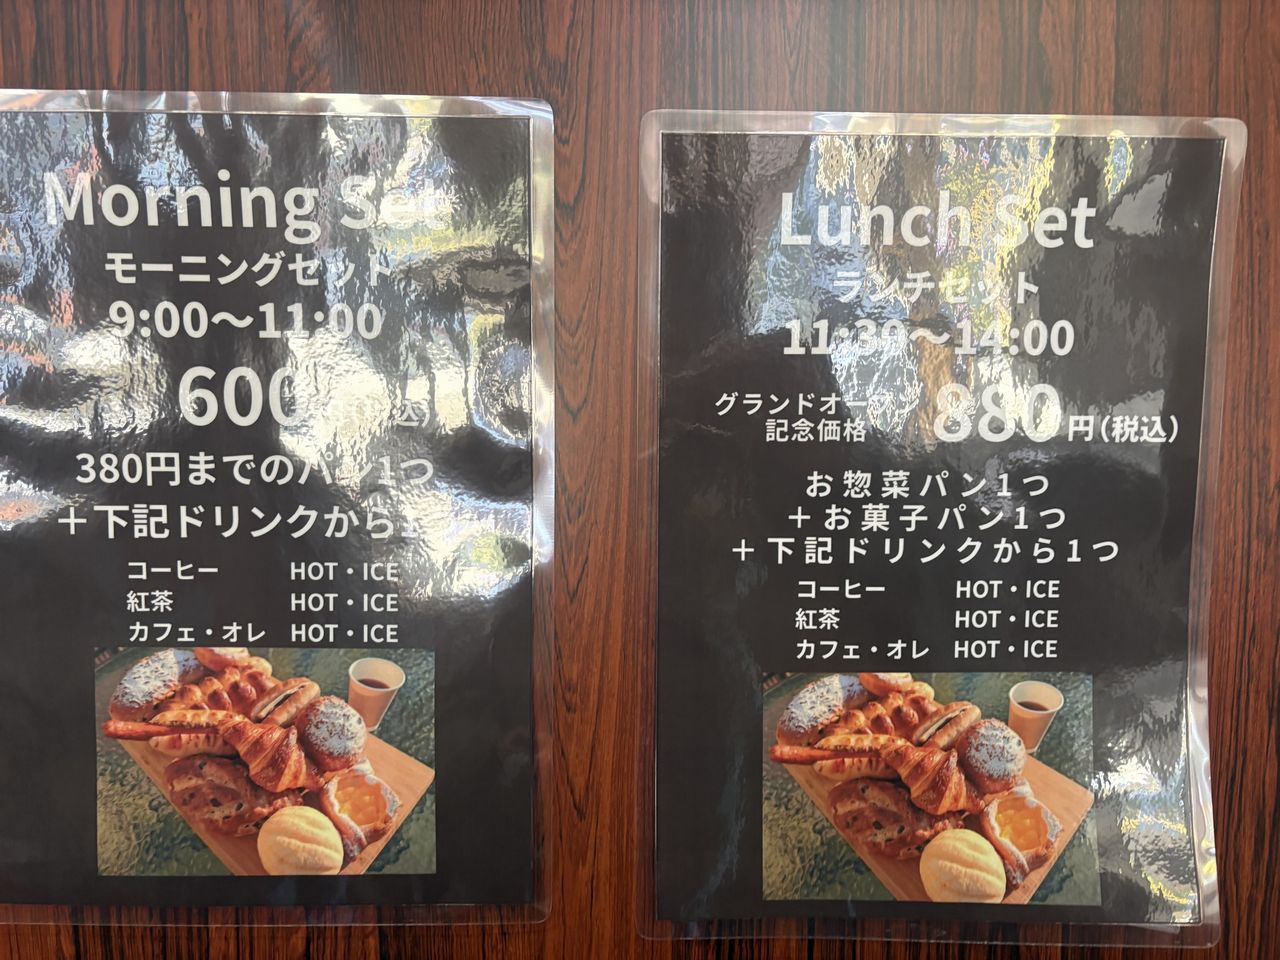 Morning Set
モーニングセット
9:00〜11:00
600
込)
380円までのパン1つ
＋下記ドリンクから1
コーヒー HOT・ICE
紅茶 HOT・ICE
カフェ・オレ HOT・ICE
Lunch Set
ランチセット
11:30〜14:00
グランドオープン
記念価格
880円(税込)
お惣菜パン1つ
＋お菓子パン1つ
＋下記ドリンクから1つ
コーヒー HOT・ICE
紅茶 HOT・ICE
カフェ・オレ HOT・ICE